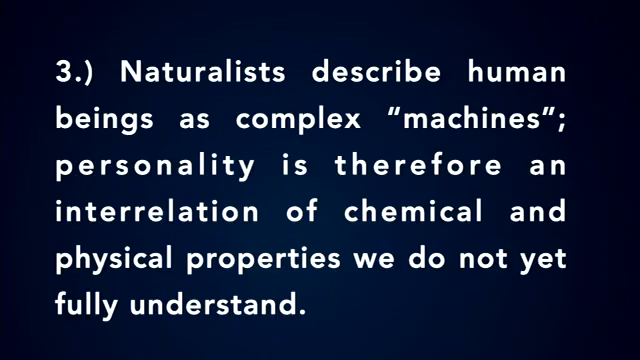 3.) Naturalists describe human
beings as complex “machines”;
personality is therefore an
interrelation of chemical and
physical properties we do not yet
fully understand.